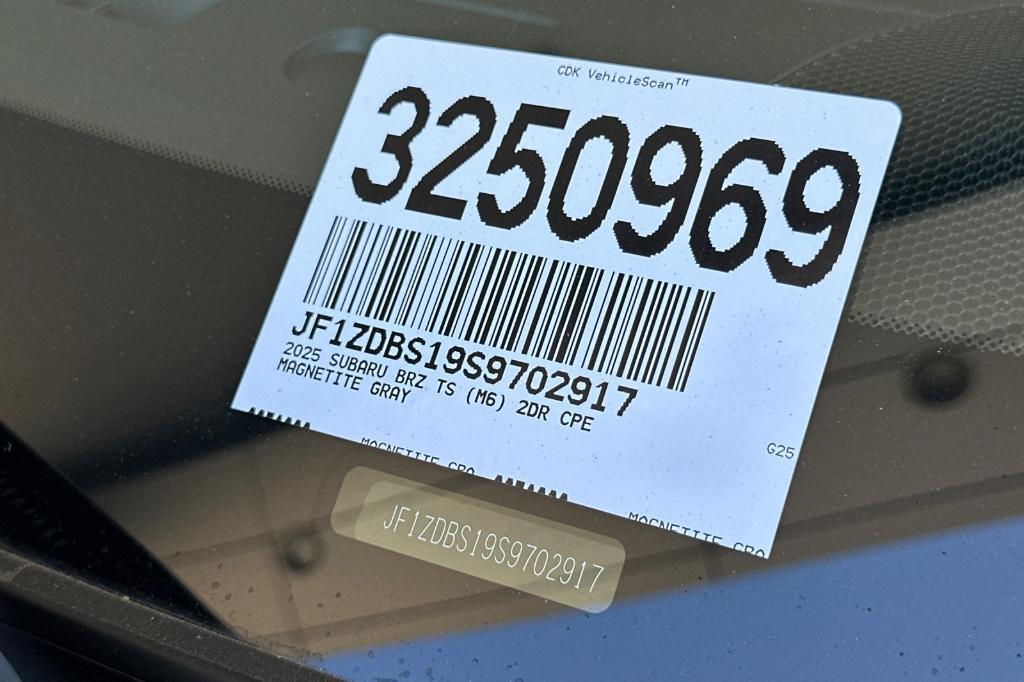 CDK VehicleScan™
3250969
JF1ZDBS19S9702917
2025 SUBARU BRZ TS (M6) 2DR CPE
MAGNETITE GRAY
G25
JF1ZDBS19S9702917